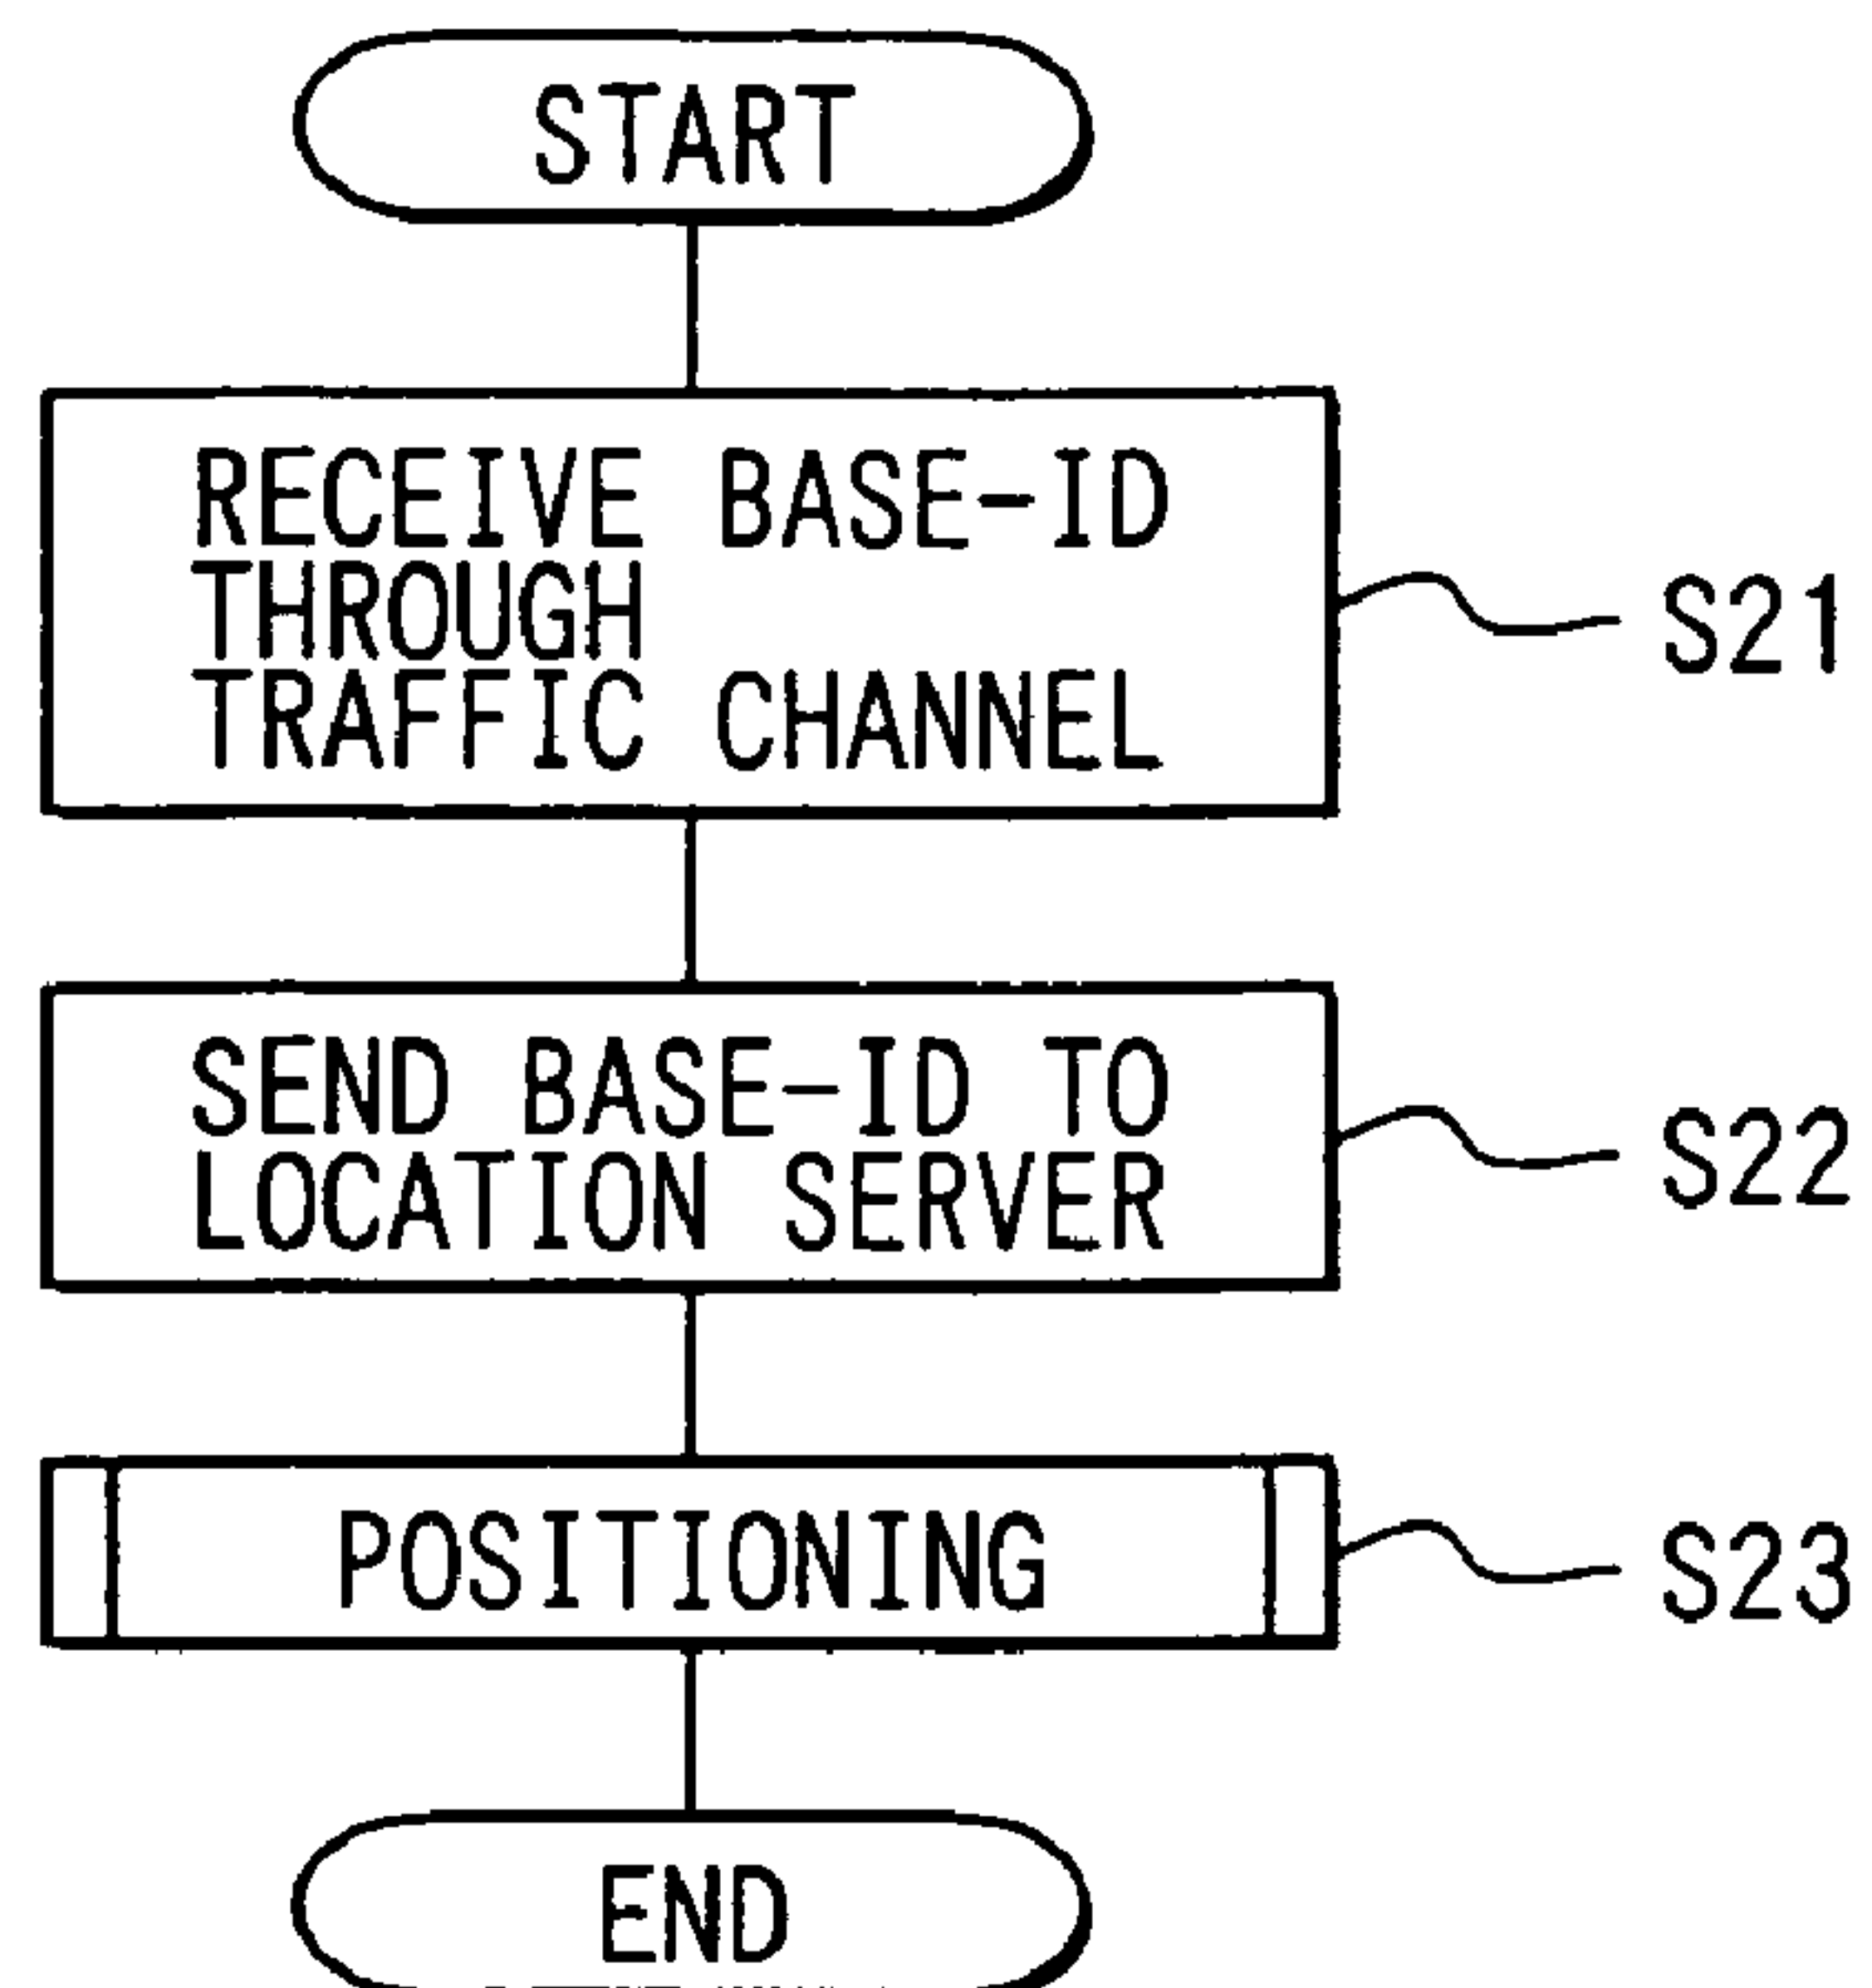 START
RECEIVE BASE-ID
THROUGH
TRAFFIC CHANNEL
S21
SEND BASE-ID TO
LOCATION SERVER
S22
POSITIONING
S23
END